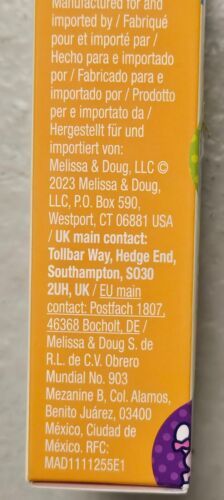 Manufactured for and
imported by / Fabriqué
pour et importé par /
Hecho para e importado
por / Fabricado para e
importado por / Prodotto
per e importato da /
Hergestellt für und
importiert von:
Melissa & Doug, LLC ©
2023 Melissa & Doug,
LLC, P.O. Box 590,
Westport, CT 06881 USA
/ UK main contact:
Tollbar Way, Hedge End,
Southampton, SO30
2UH, UK / EU main
contact: Postfach 1807,
46368 Bocholt, DE /
Melissa & Doug S. de
R.L. de C.V. Obrero
Mundial No. 903
Mezanine B, Col. Alamos,
Benito Juárez, 03400
México, Ciudad de
México. RFC:
MAD1111255E1